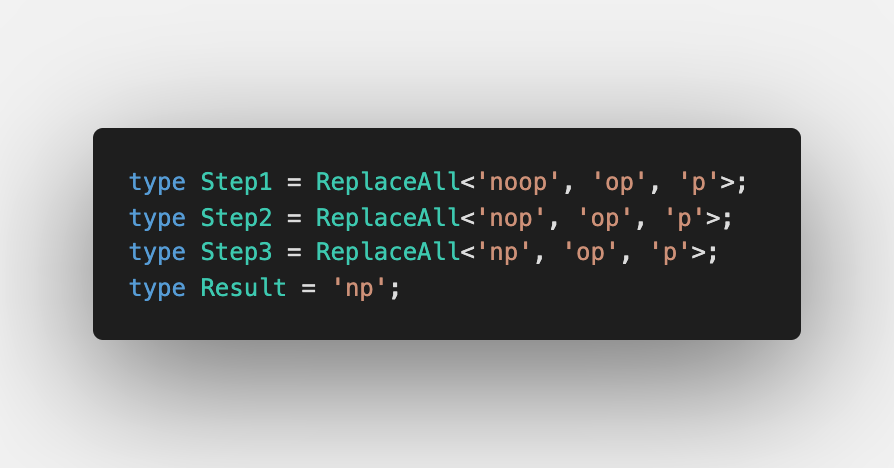 type Step1 = ReplaceAll<'noop', 'op', 'p'>;
type Step2 = ReplaceAll<'nop', 'op', 'p'>;
type Step3 = ReplaceAll<'np', 'op', 'p'>;
type Result = 'np';